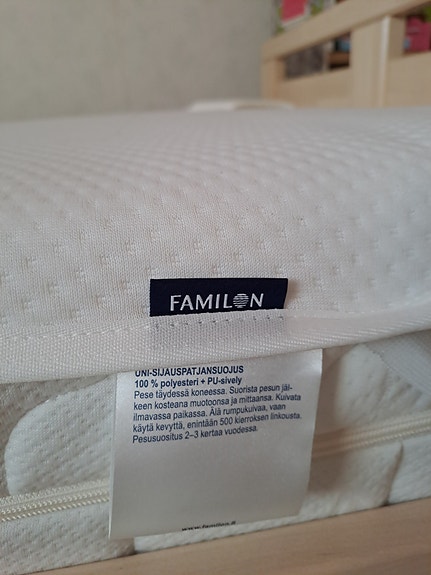 FAMILON
UNI-SIJAUSPATJANSUOJUS
100 % polyesteri + PU-sively
Pese täydessä koneessa. Suorista pesun jäl-
keen kosteana muotoonsa ja mittaansa. Kuivata
ilmavassa paikassa. Älä rumpukuivaa, vaan
käytä kevyttä, enintään 500 kierroksen linkousta.
Pesusuositus 2–3 kertaa vuodessa.
www.familon.fi